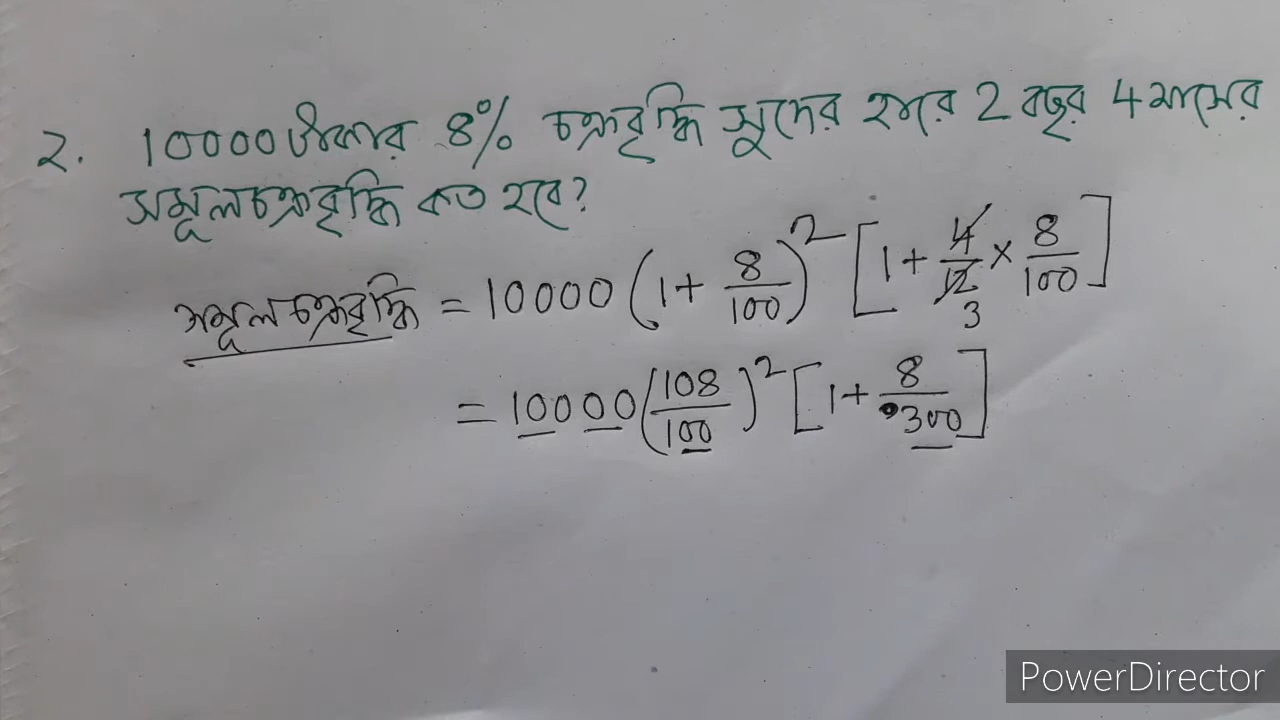 ২. 10000 টাকার 8% চক্রবৃদ্ধি সুদের হারে 2 বছর 4 মাসের
সমূলচক্রবৃদ্ধি কত হবে?
সমূলচক্রবৃদ্ধি = 10000 (1 + 8/100)² [1 + 4/12 3 × 8/100]
= 10000 (108/100)² [1 + 8/300]
PowerDirector